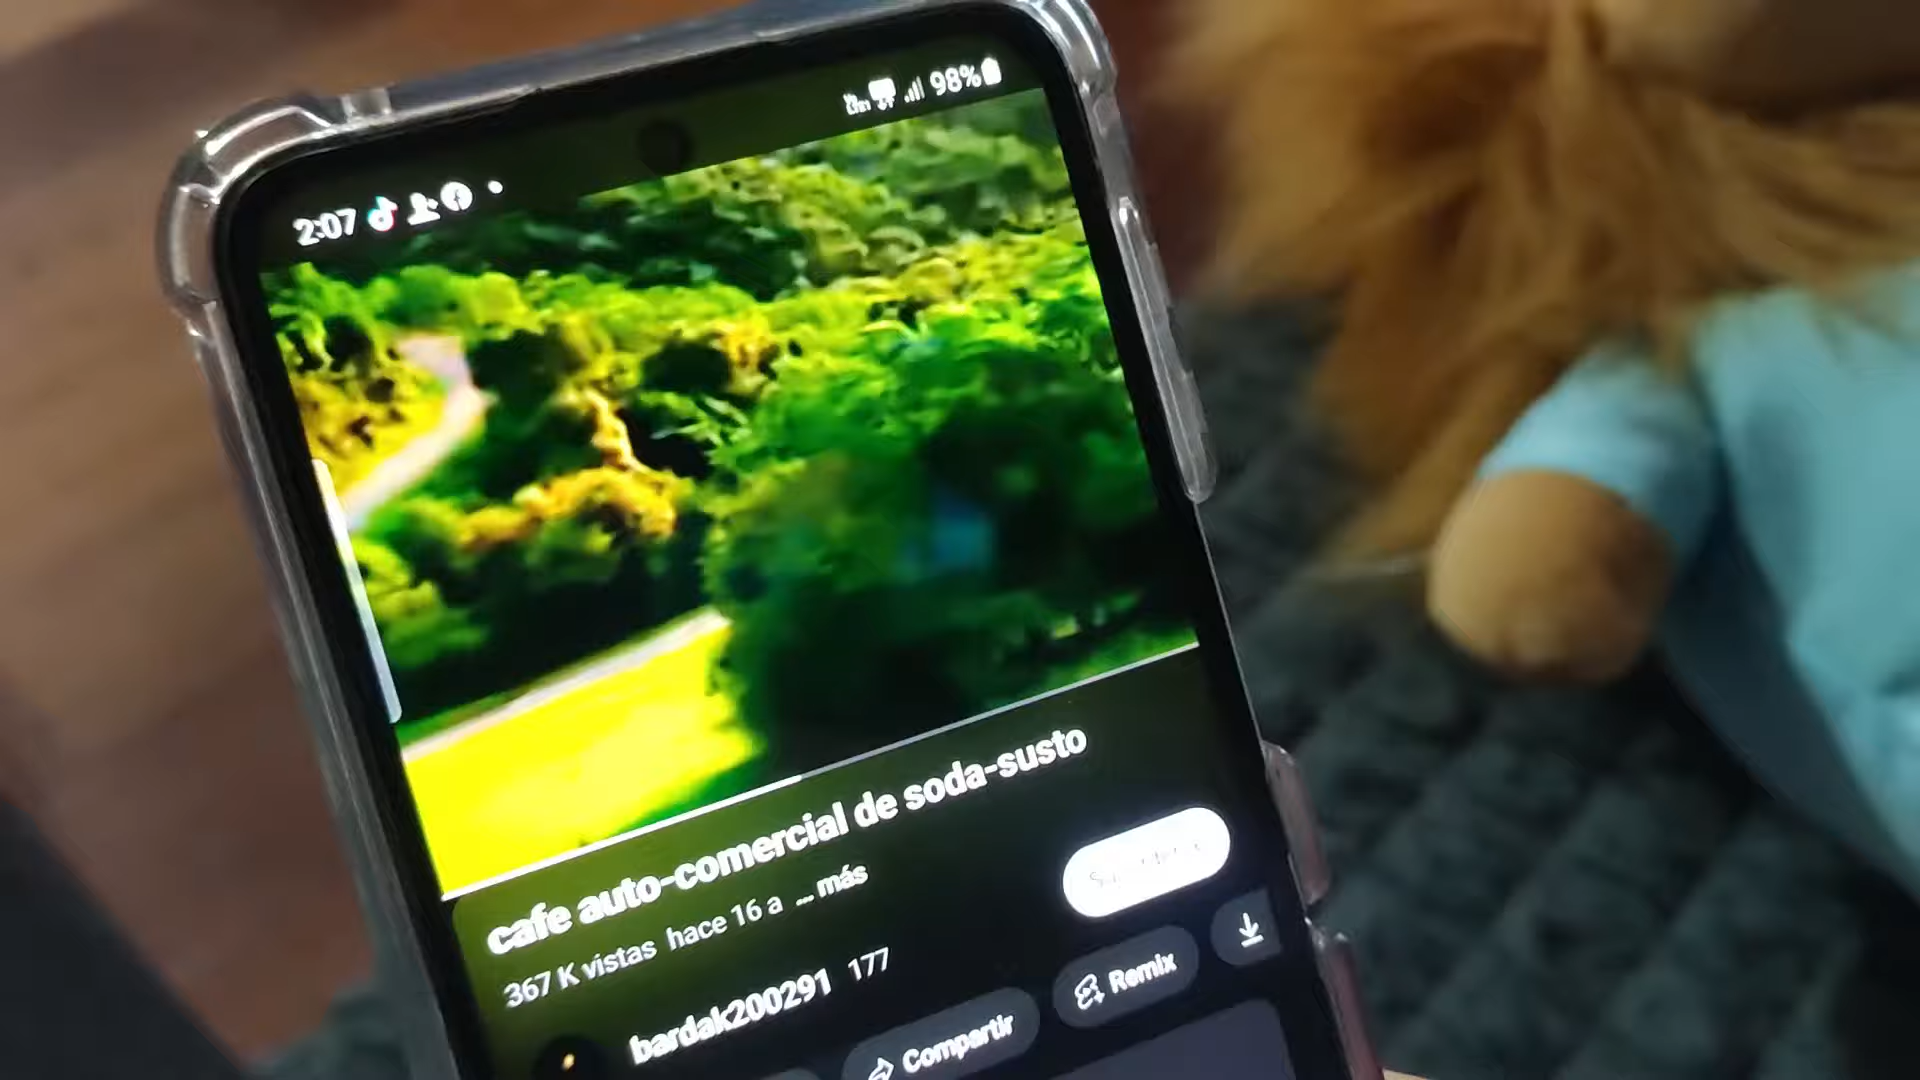 98%
2:07
cafe auto-comercial de soda-susto
367 K vistas hace 16 a ...más
bardak200291 177
Compartir
Remix